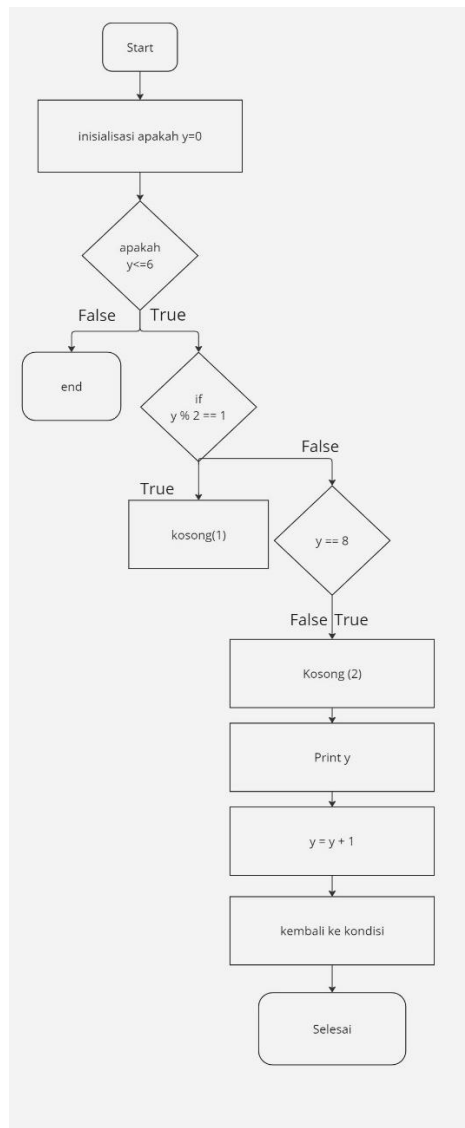 Start
inisialisasi apakah y=0
apakah
y<=6
False True
end
if
y % 2 == 1
False
True
kosong(1)
y == 8
False True
Kosong (2)
Print y
y = y + 1
kembali ke kondisi
Selesai